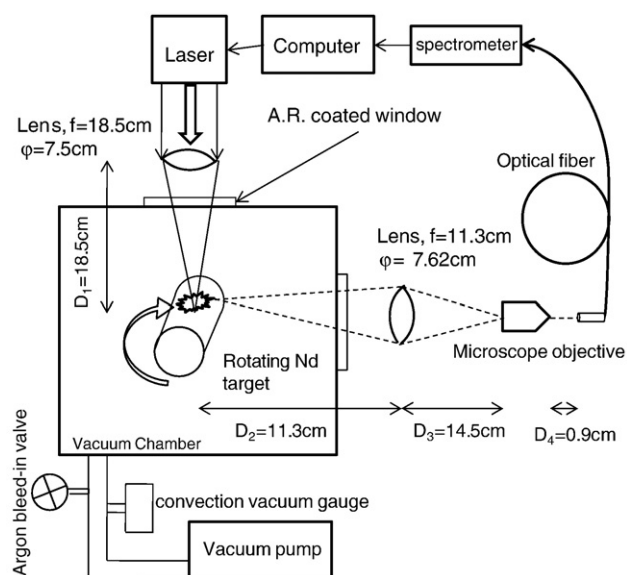 Laser
Computer
spectrometer
Lens, f=18.5cm
φ=7.5cm
A.R. coated window
Optical fiber
D₁=18.5cm
Lens, f=11.3cm
φ= 7.62cm
Rotating Nd
target
Microscope objective
D₂=11.3cm
D₃=14.5cm
D₄=0.9cm
Vacuum Chamber
Argon bleed-in valve
convection vacuum gauge
Vacuum pump